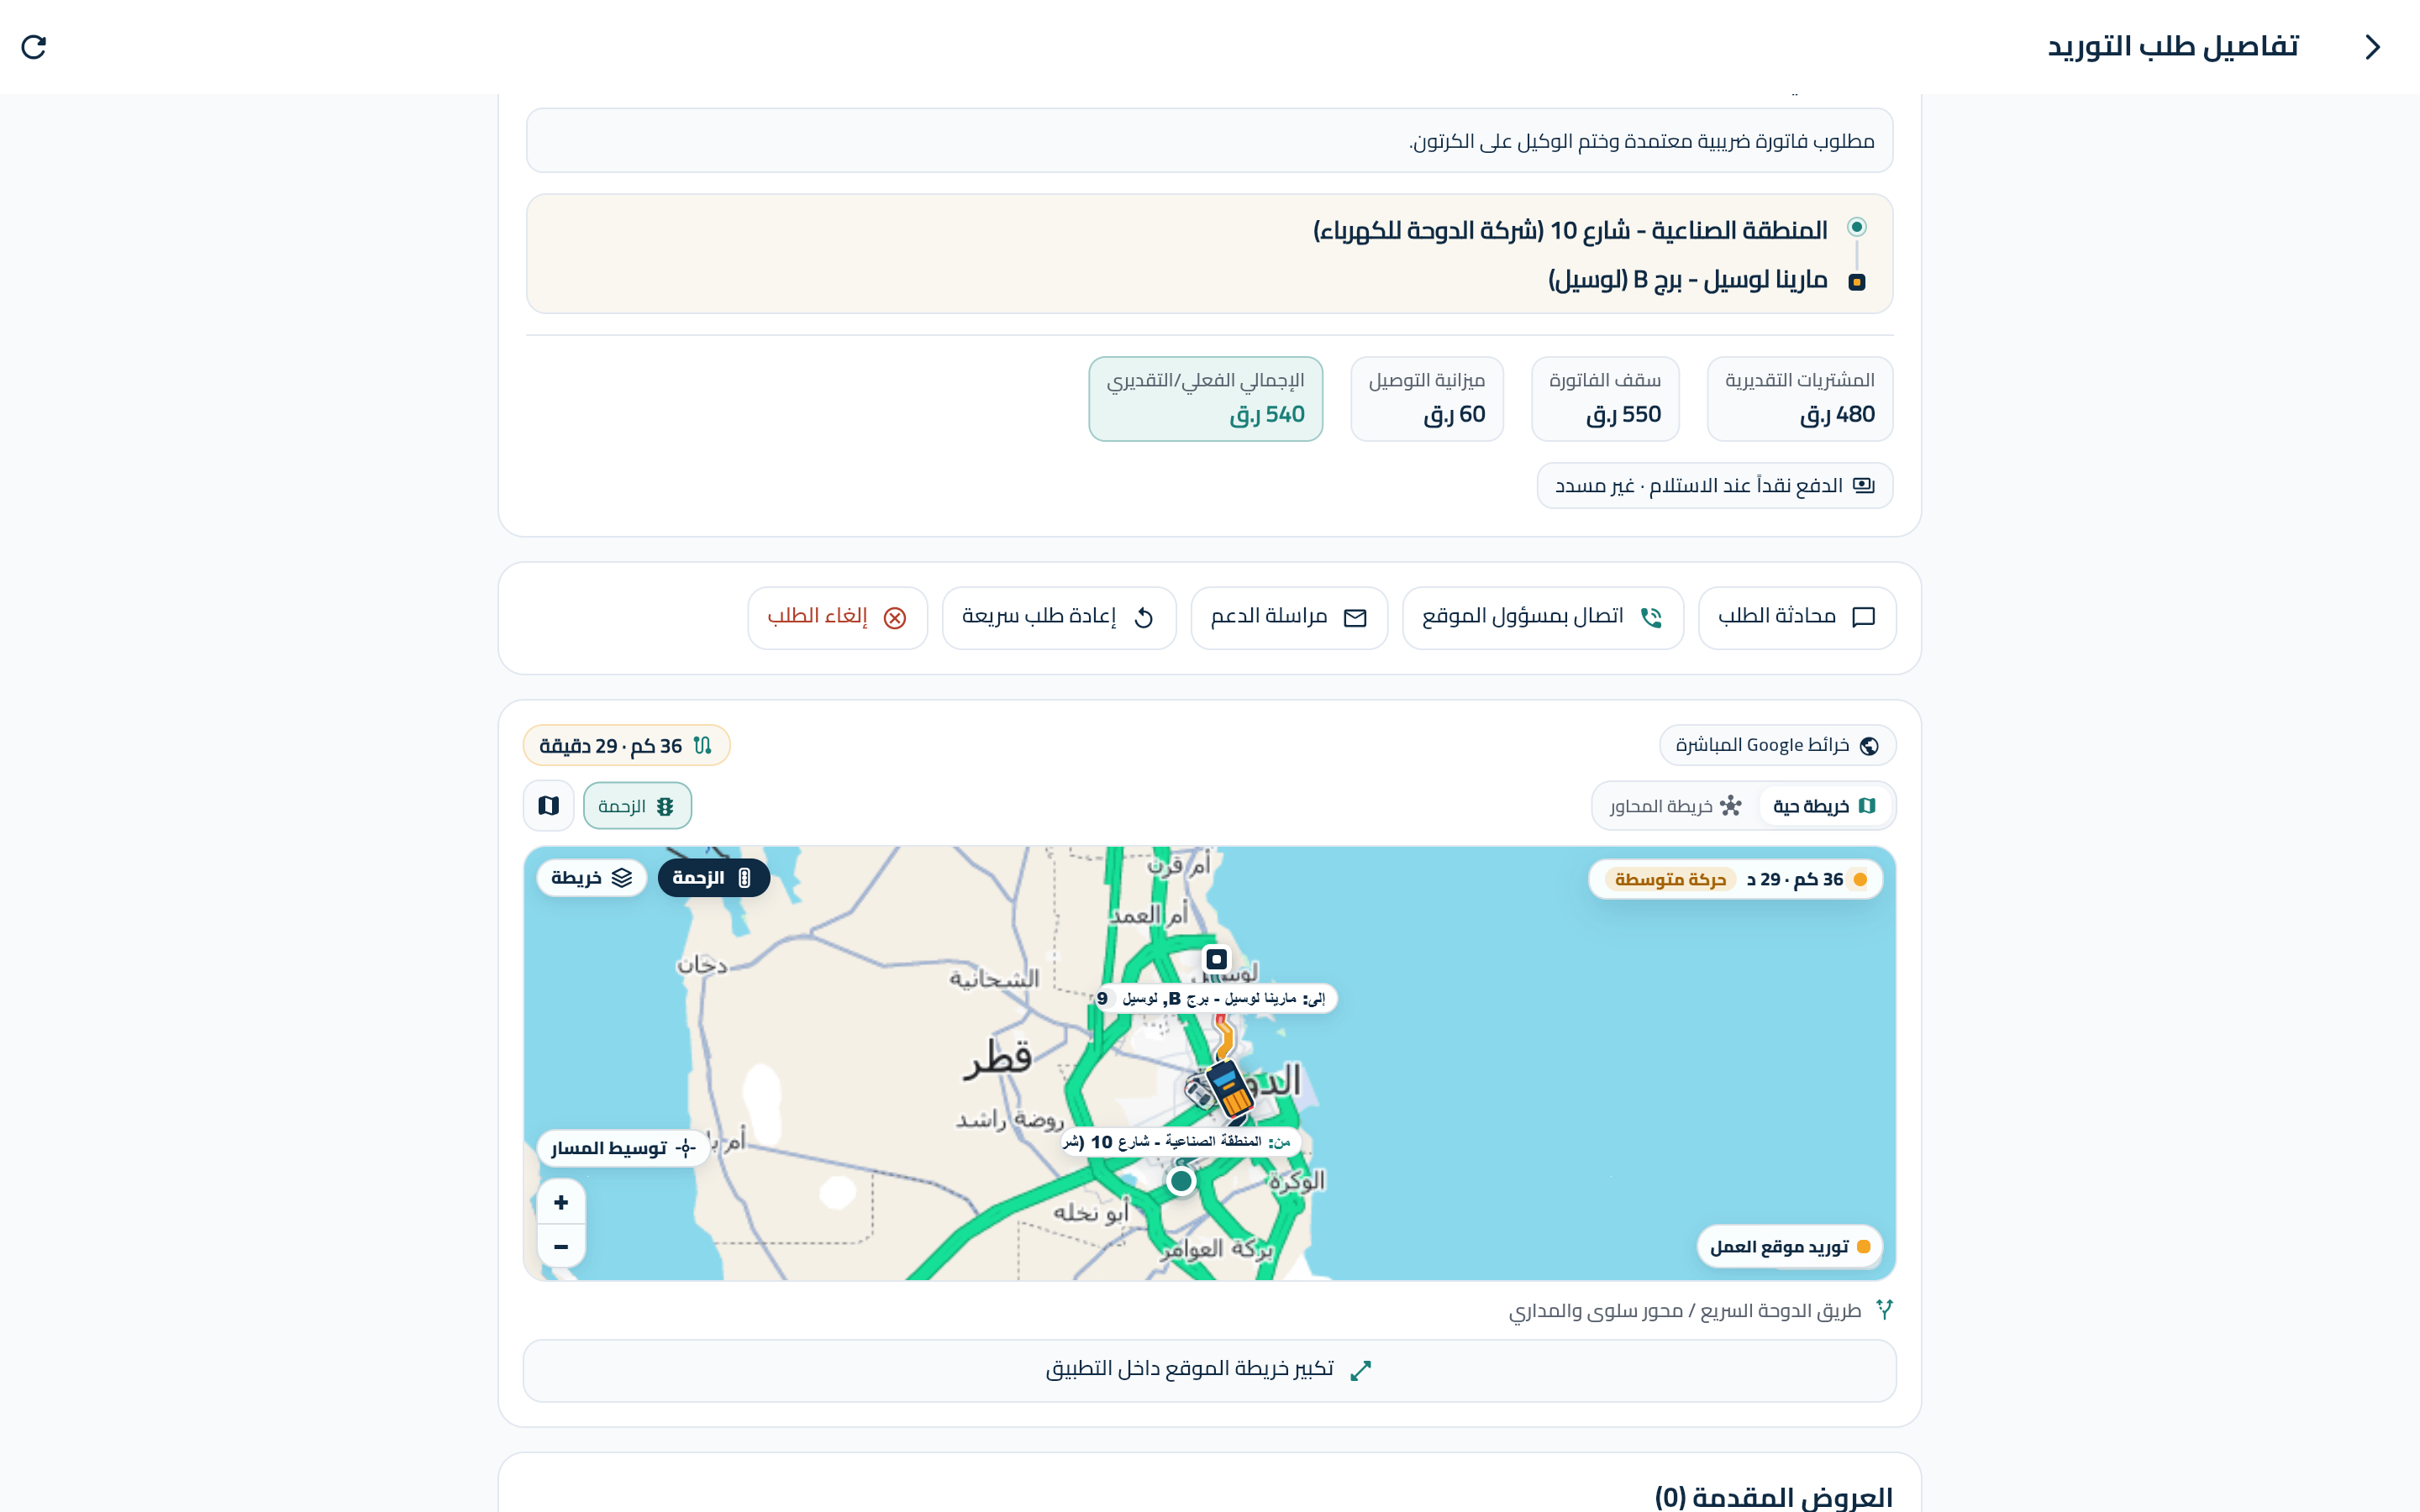 تفاصيل طلب التوريد
مطلوب فاتورة ضريبية معتمدة وختم الوكيل على الكرتون.
المنطقة الصناعية - شارع 10 (شركة الدوحة للكهرباء)
مارينا لوسيل - برج B (لوسيل)
المشتريات التقديرية
480 ر.ق
سقف الفاتورة
550 ر.ق
ميزانية التوصيل
60 ر.ق
الإجمالي الفعلي/التقديري
540 ر.ق
الدفع نقداً عند الاستلام · غير مسدد
محادثة الطلب
اتصال بمسؤول الموقع
مراسلة الدعم
إعادة طلب سريعة
إلغاء الطلب
خرائط Google المباشرة
36 كم · 29 دقيقة
خريطة حية
خريطة المحاور
الزحمة
36 كم · 29 د
حركة متوسطة
الزحمة
خريطة
أم قرن
أم العمد
دخان
الشحانية
إلى: مارينا لوسيل - برج B, لوسيل 9
قطر
روضة راشد
من: المنطقة الصناعية - شارع 10 (شر
توسيط المسار
الوكرة
أبو نخله
بركة العوامر
+
−
توريد موقع العمل
طريق الدوحة السريع / محور سلوى والمداري
تكبير خريطة الموقع داخل التطبيق
العروض المقدمة (0)